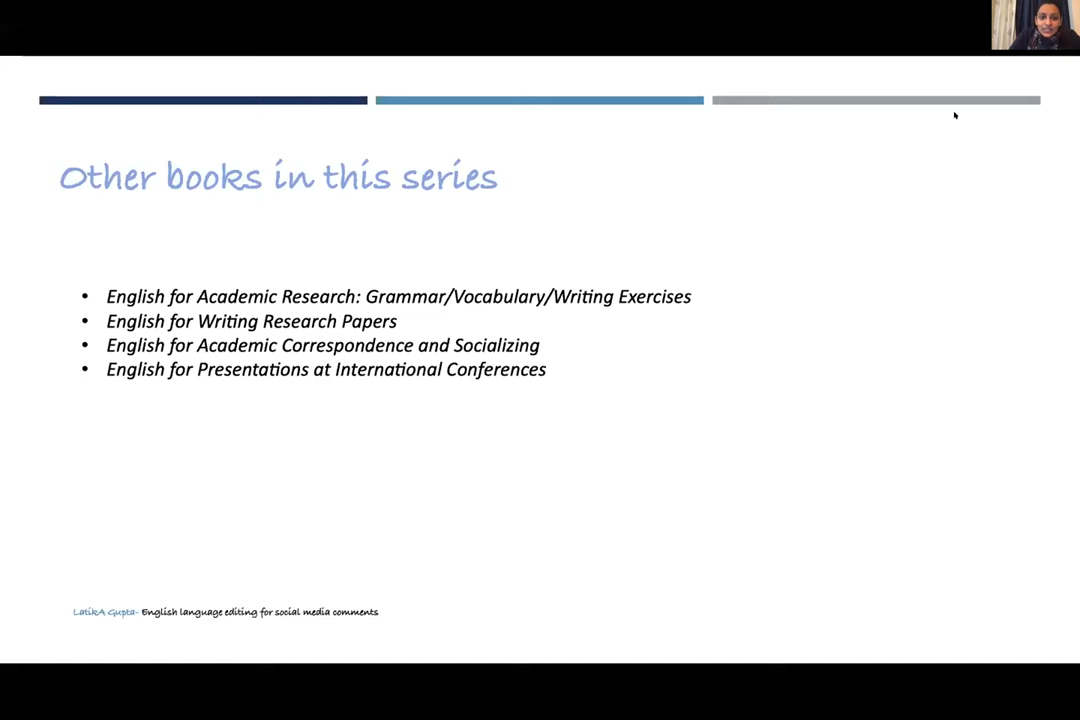 Other books in this series
• English for Academic Research: Grammar/Vocabulary/Writing Exercises
• English for Writing Research Papers
• English for Academic Correspondence and Socializing
• English for Presentations at International Conferences
LatikA Gupta- English language editing for social media comments